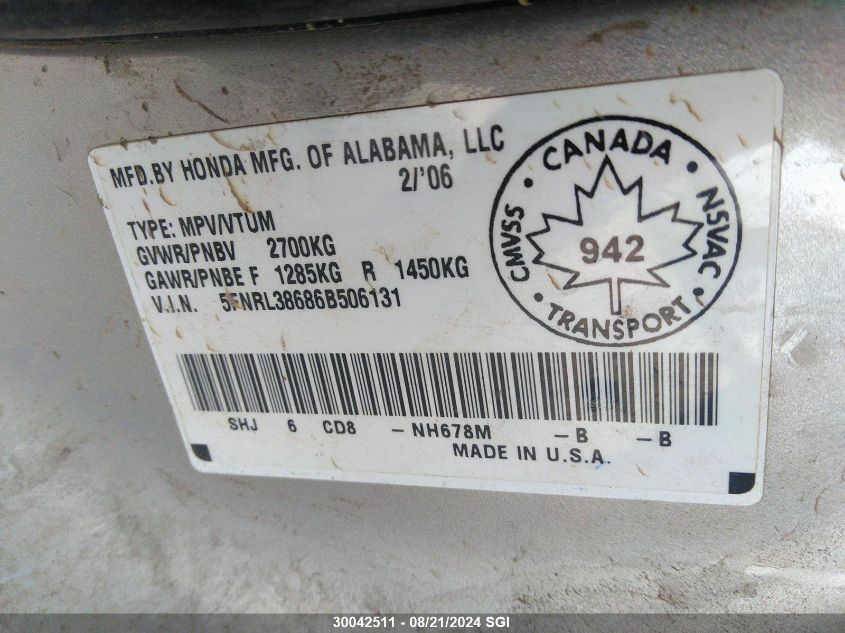 MFD.BY HONDA MFG. OF ALABAMA, LLC
2/'06
TYPE: MPV/VTUM
GVWR/PNBV 2700KG
GAWR/PNBE F 1285KG R 1450KG
V.I.N. 5FNRL38686B506131
• CANADA •
CMVSS 942 NSVAC
• TRANSPORT •
SHJ 6 CD8 -NH678M -B -B
MADE IN U.S.A.
30042511 - 08/21/2024 SGI